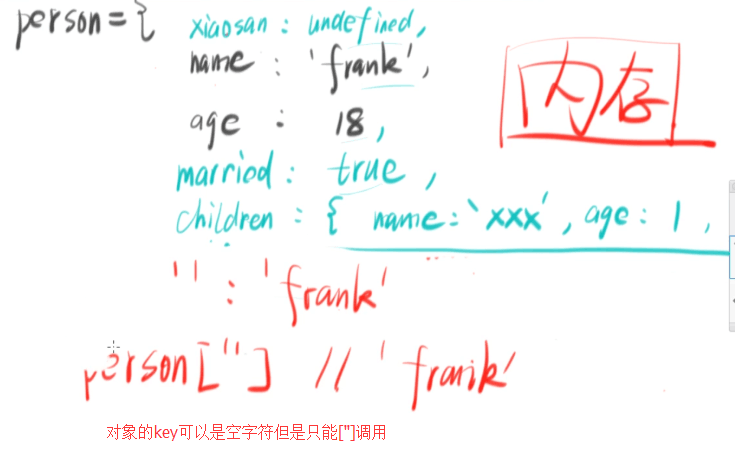 person={ xiaosan : undefined,
name : 'frank',
age : 18,
内存
married : true ,
children : { name:'xxx', age: 1 ,
'' : 'frank'
person[''] // 'frank'
对象的key可以是空字符但是只能['']调用